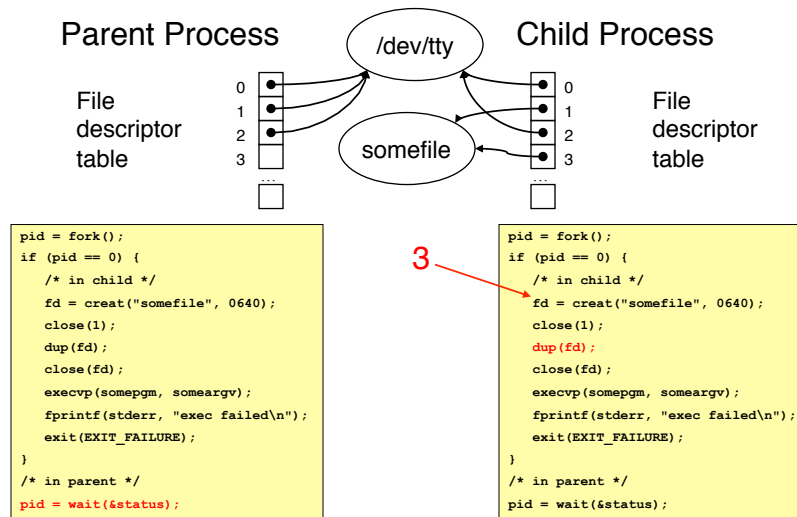 Parent Process
/dev/tty
Child Process
File
descriptor
table
0
1
2
3
...
somefile
0
1
2
3
...
File
descriptor
table
pid = fork();
if (pid == 0) {
/* in child */
fd = creat("somefile", 0640);
close(1);
dup(fd);
close(fd);
execvp(somepgm, someargv);
fprintf(stderr, "exec failed\n");
exit(EXIT_FAILURE);
}
/* in parent */
pid = wait(&status);
3
pid = fork();
if (pid == 0) {
/* in child */
fd = creat("somefile", 0640);
close(1);
dup(fd);
close(fd);
execvp(somepgm, someargv);
fprintf(stderr, "exec failed\n");
exit(EXIT_FAILURE);
}
/* in parent */
pid = wait(&status);